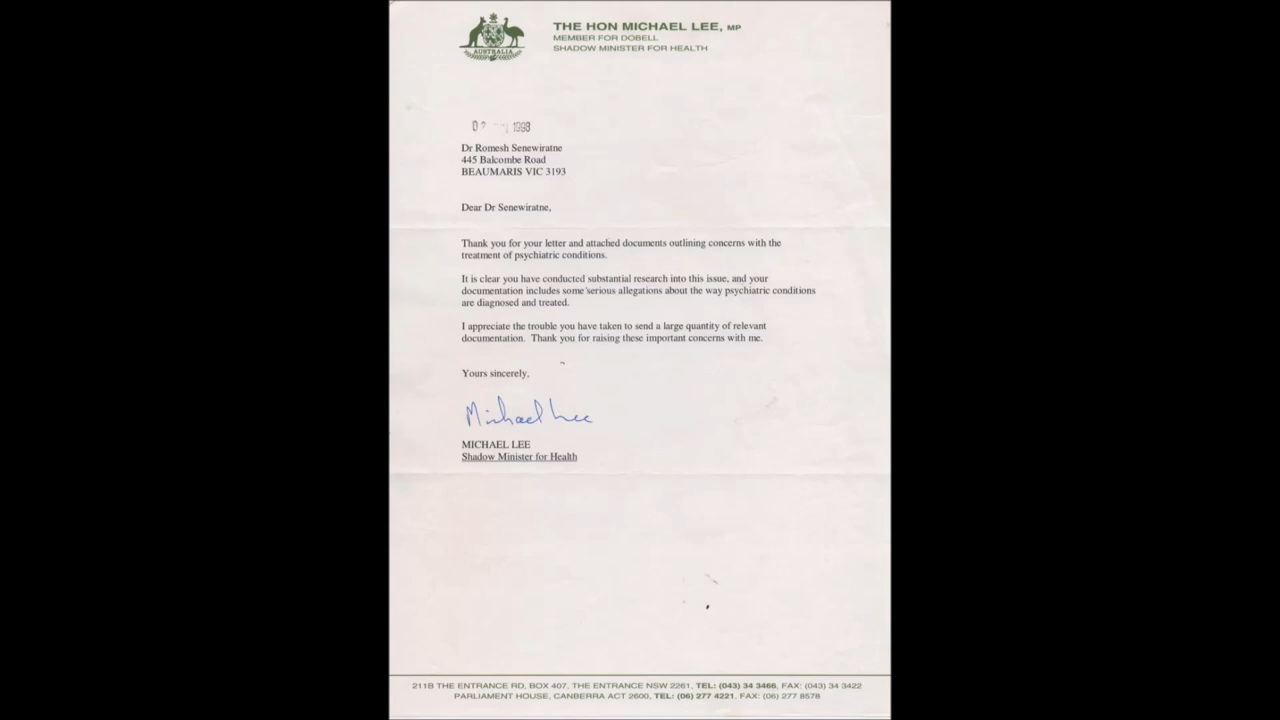 AUSTRALIA
THE HON MICHAEL LEE, MP
MEMBER FOR DOBELL
SHADOW MINISTER FOR HEALTH
02 1998
Dr Romesh Senewiratne
445 Balcombe Road
BEAUMARIS VIC 3193
Dear Dr Senewiratne,
Thank you for your letter and attached documents outlining concerns with the
treatment of psychiatric conditions.
It is clear you have conducted substantial research into this issue, and your
documentation includes some serious allegations about the way psychiatric conditions
are diagnosed and treated.
I appreciate the trouble you have taken to send a large quantity of relevant
documentation. Thank you for raising these important concerns with me.
Yours sincerely,
Michael Lee
MICHAEL LEE
Shadow Minister for Health
211B THE ENTRANCE RD, BOX 407, THE ENTRANCE NSW 2261, TEL: (043) 34 3466, FAX: (043) 34 3422
PARLIAMENT HOUSE, CANBERRA ACT 2600, TEL: (06) 277 4221, FAX: (06) 277 8578